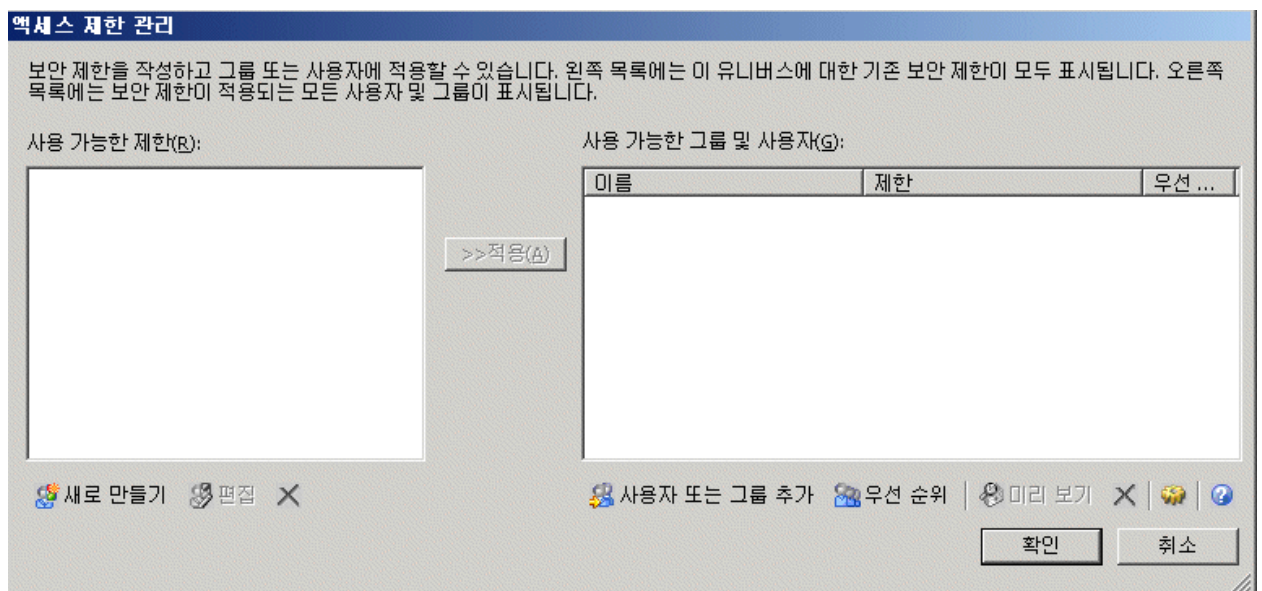 액세스 제한 관리
보안 제한을 작성하고 그룹 또는 사용자에 적용할 수 있습니다. 왼쪽 목록에는 이 유니버스에 대한 기존 보안 제한이 모두 표시됩니다. 오른쪽
목록에는 보안 제한이 적용되는 모든 사용자 및 그룹이 표시됩니다.
사용 가능한 제한(R):
사용 가능한 그룹 및 사용자(G):
이름 제한 우선 ...
>>적용(A)
새로 만들기 편집
사용자 또는 그룹 추가 우선 순위 미리 보기
확인 취소